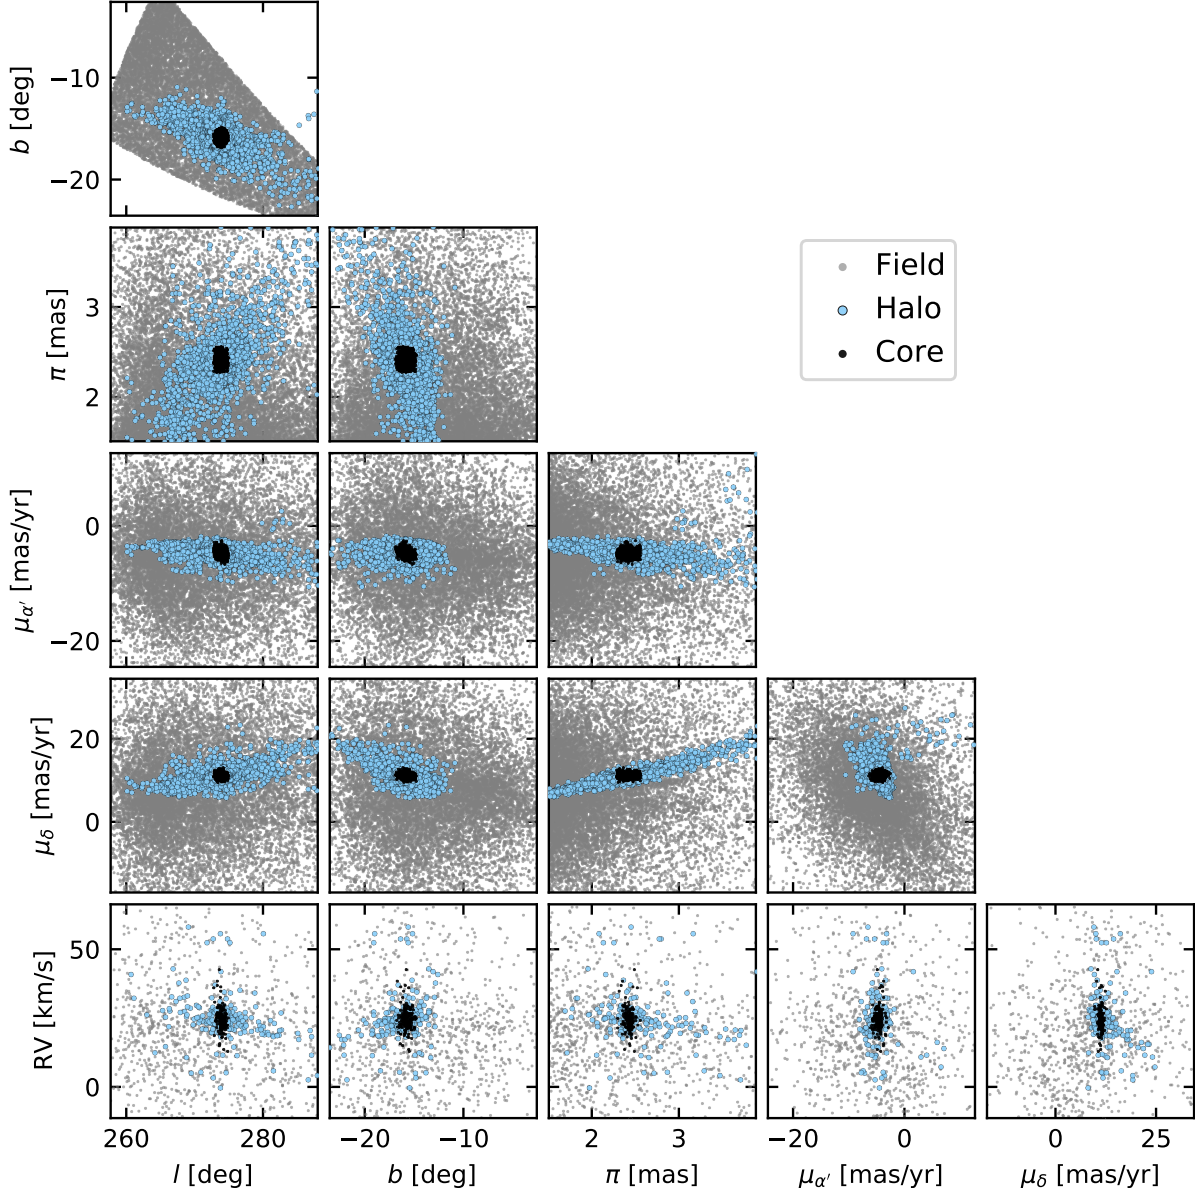 b [deg]
−10
−20
π [mas]
3
2
Field
Halo
Core
μα′ [mas/yr]
0
−20
μδ [mas/yr]
20
0
RV [km/s]
50
0
260 280 −20 −10 2 3 −20 0 0 25
l [deg] b [deg] π [mas] μα′ [mas/yr] μδ [mas/yr]